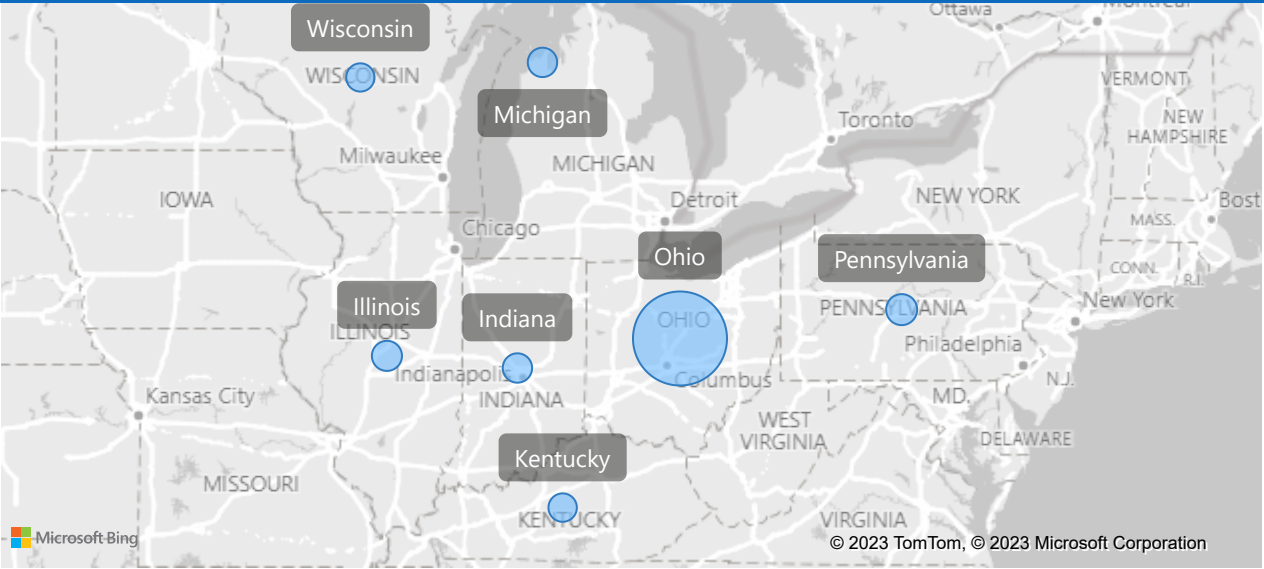 Ottawa
Montreal
Wisconsin
WISCONSIN
Michigan
VERMONT
NEW
HAMPSHIRE
Toronto
Milwaukee
MICHIGAN
IOWA
Detroit
NEW YORK
Bost
MASS.
Chicago
Ohio
Pennsylvania
CONN.
R.I.
Illinois
ILLINOIS
Indiana
OHIO
PENNSYLVANIA
New York
Philadelphia
Indianapolis
Columbus
N.J.
Kansas City
INDIANA
MD.
WEST
VIRGINIA
DELAWARE
Kentucky
MISSOURI
KENTUCKY
VIRGINIA
Microsoft Bing
© 2023 TomTom, © 2023 Microsoft Corporation